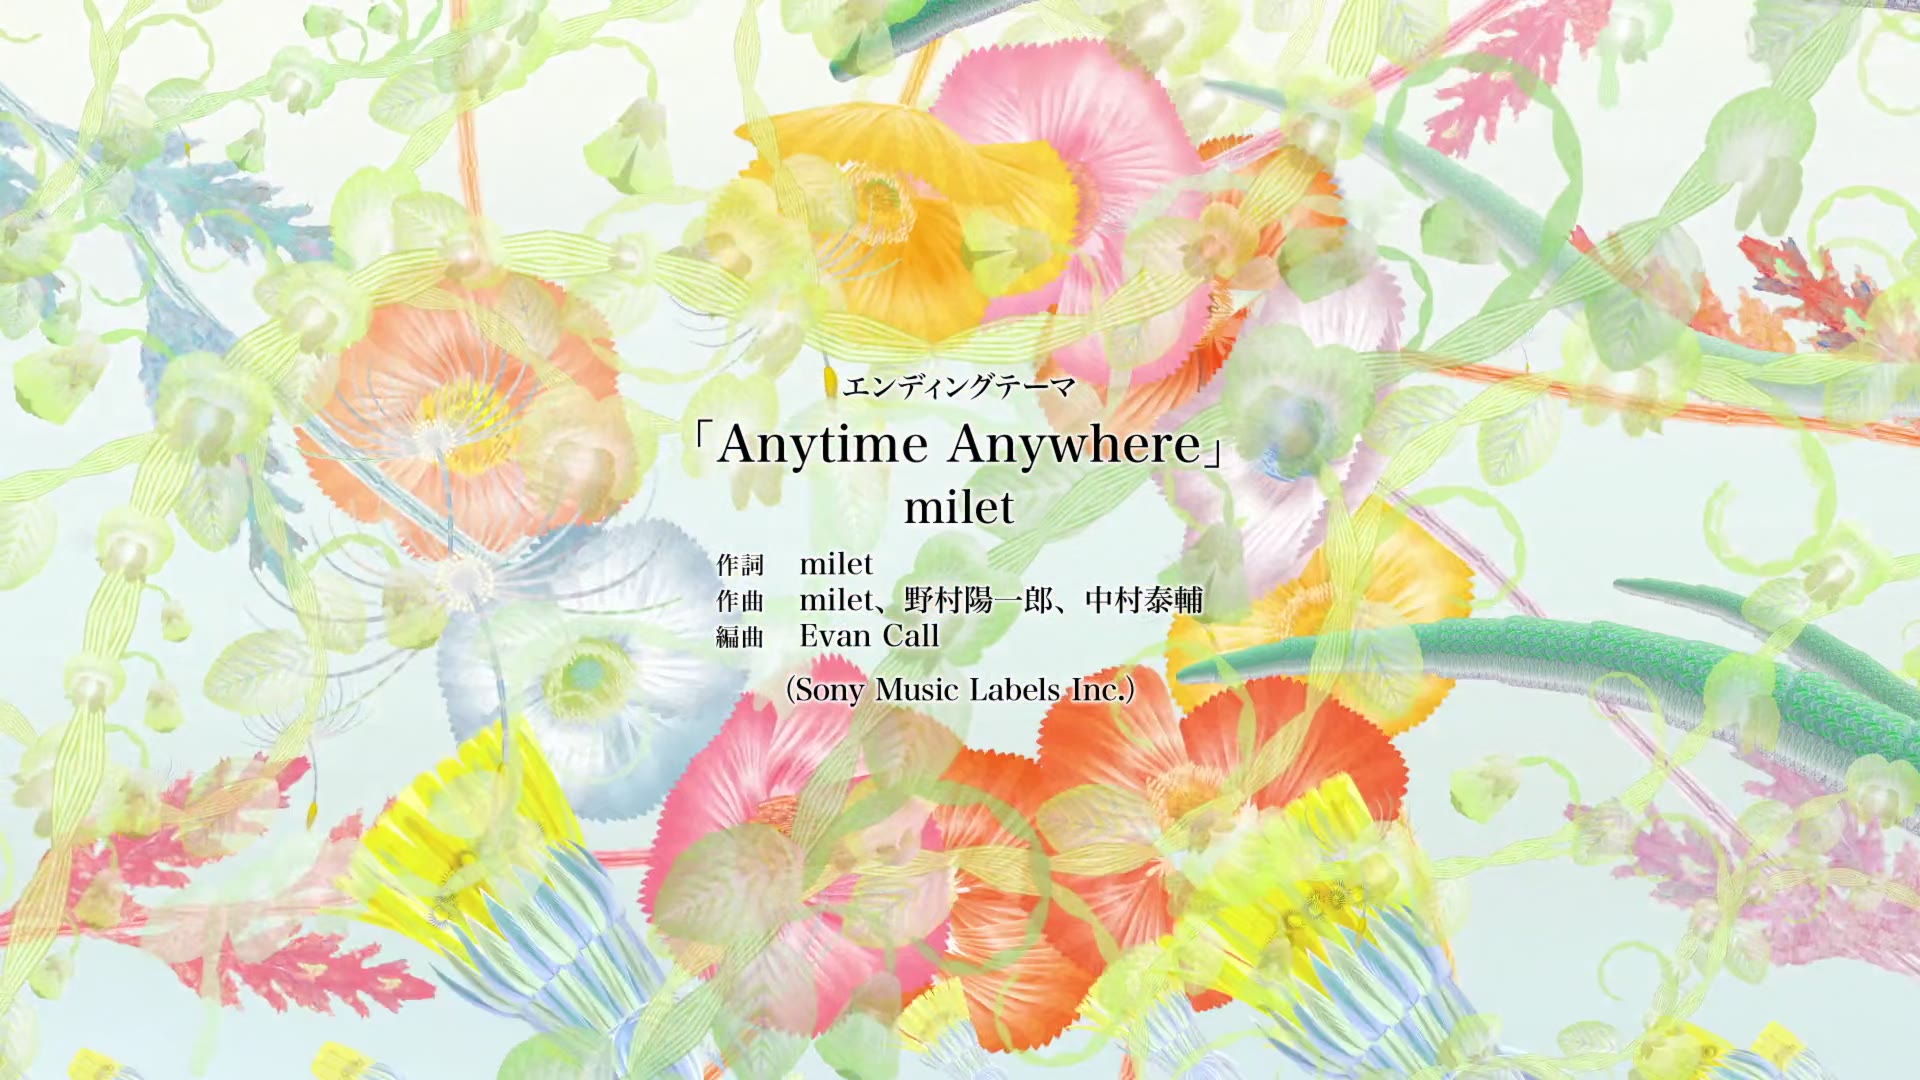 エンディングテーマ
「Anytime Anywhere」
milet
作詞 milet
作曲 milet、野村陽一郎、中村泰輔
編曲 Evan Call
(Sony Music Labels Inc.)